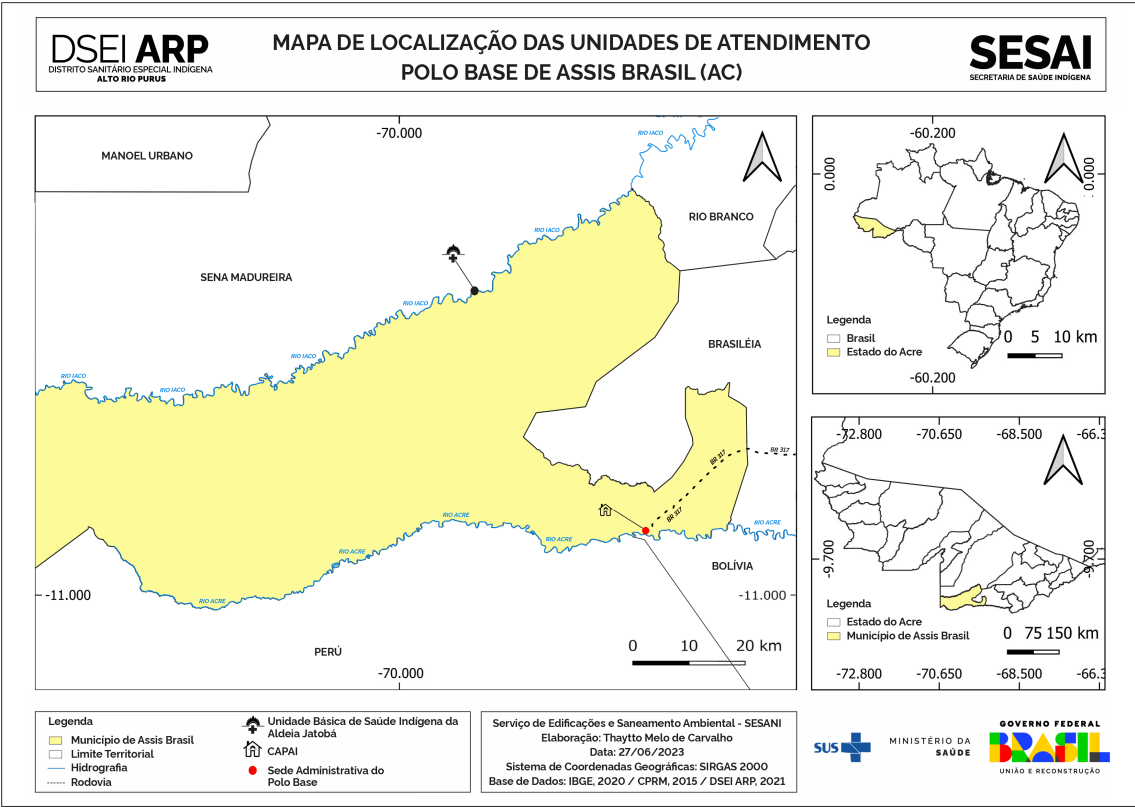 DSEI ARP
DISTRITO SANITÁRIO ESPECIAL INDÍGENA
ALTO RIO PURUS
MAPA DE LOCALIZAÇÃO DAS UNIDADES DE ATENDIMENTO
POLO BASE DE ASSIS BRASIL (AC)
SESAI
SECRETARIA DE SAÚDE INDÍGENA
-70.000
RIO IACO
MANOEL URBANO
RIO BRANCO
RIO IACO
SENA MADUREIRA
RIO IACO
BRASILÉIA
RIO IACO
RIO IACO
RIO IACO
BR 317
BR 317
BR 317
RIO ACRE
RIO ACRE
RIO ACRE
RIO ACRE
BOLÍVIA
-11.000
RIO ACRE
-11.000
PERÚ
0 10 20 km
-70.000
-60.200
0.000
0.000
Legenda
Brasil
Estado do Acre
0 5 10 km
-60.200
-72.800 -70.650 -68.500 -66.3
-9.700
-9.700
Legenda
Estado do Acre
Município de Assis Brasil
0 75 150 km
-72.800 -70.650 -68.500 -66.3
Legenda
Município de Assis Brasil
Limite Territorial
Hidrografia
Rodovia
Unidade Básica de Saúde Indígena da
Aldeia Jatobá
CAPAI
Sede Administrativa do
Polo Base
Serviço de Edificações e Saneamento Ambiental - SESANI
Elaboração: Thaytto Melo de Carvalho
Data: 27/06/2023
Sistema de Coordenadas Geográficas: SIRGAS 2000
Base de Dados: IBGE, 2020 / CPRM, 2015 / DSEI ARP, 2021
SUS
MINISTÉRIO DA
SAÚDE
GOVERNO FEDERAL
BRASIL
UNIÃO E RECONSTRUÇÃO